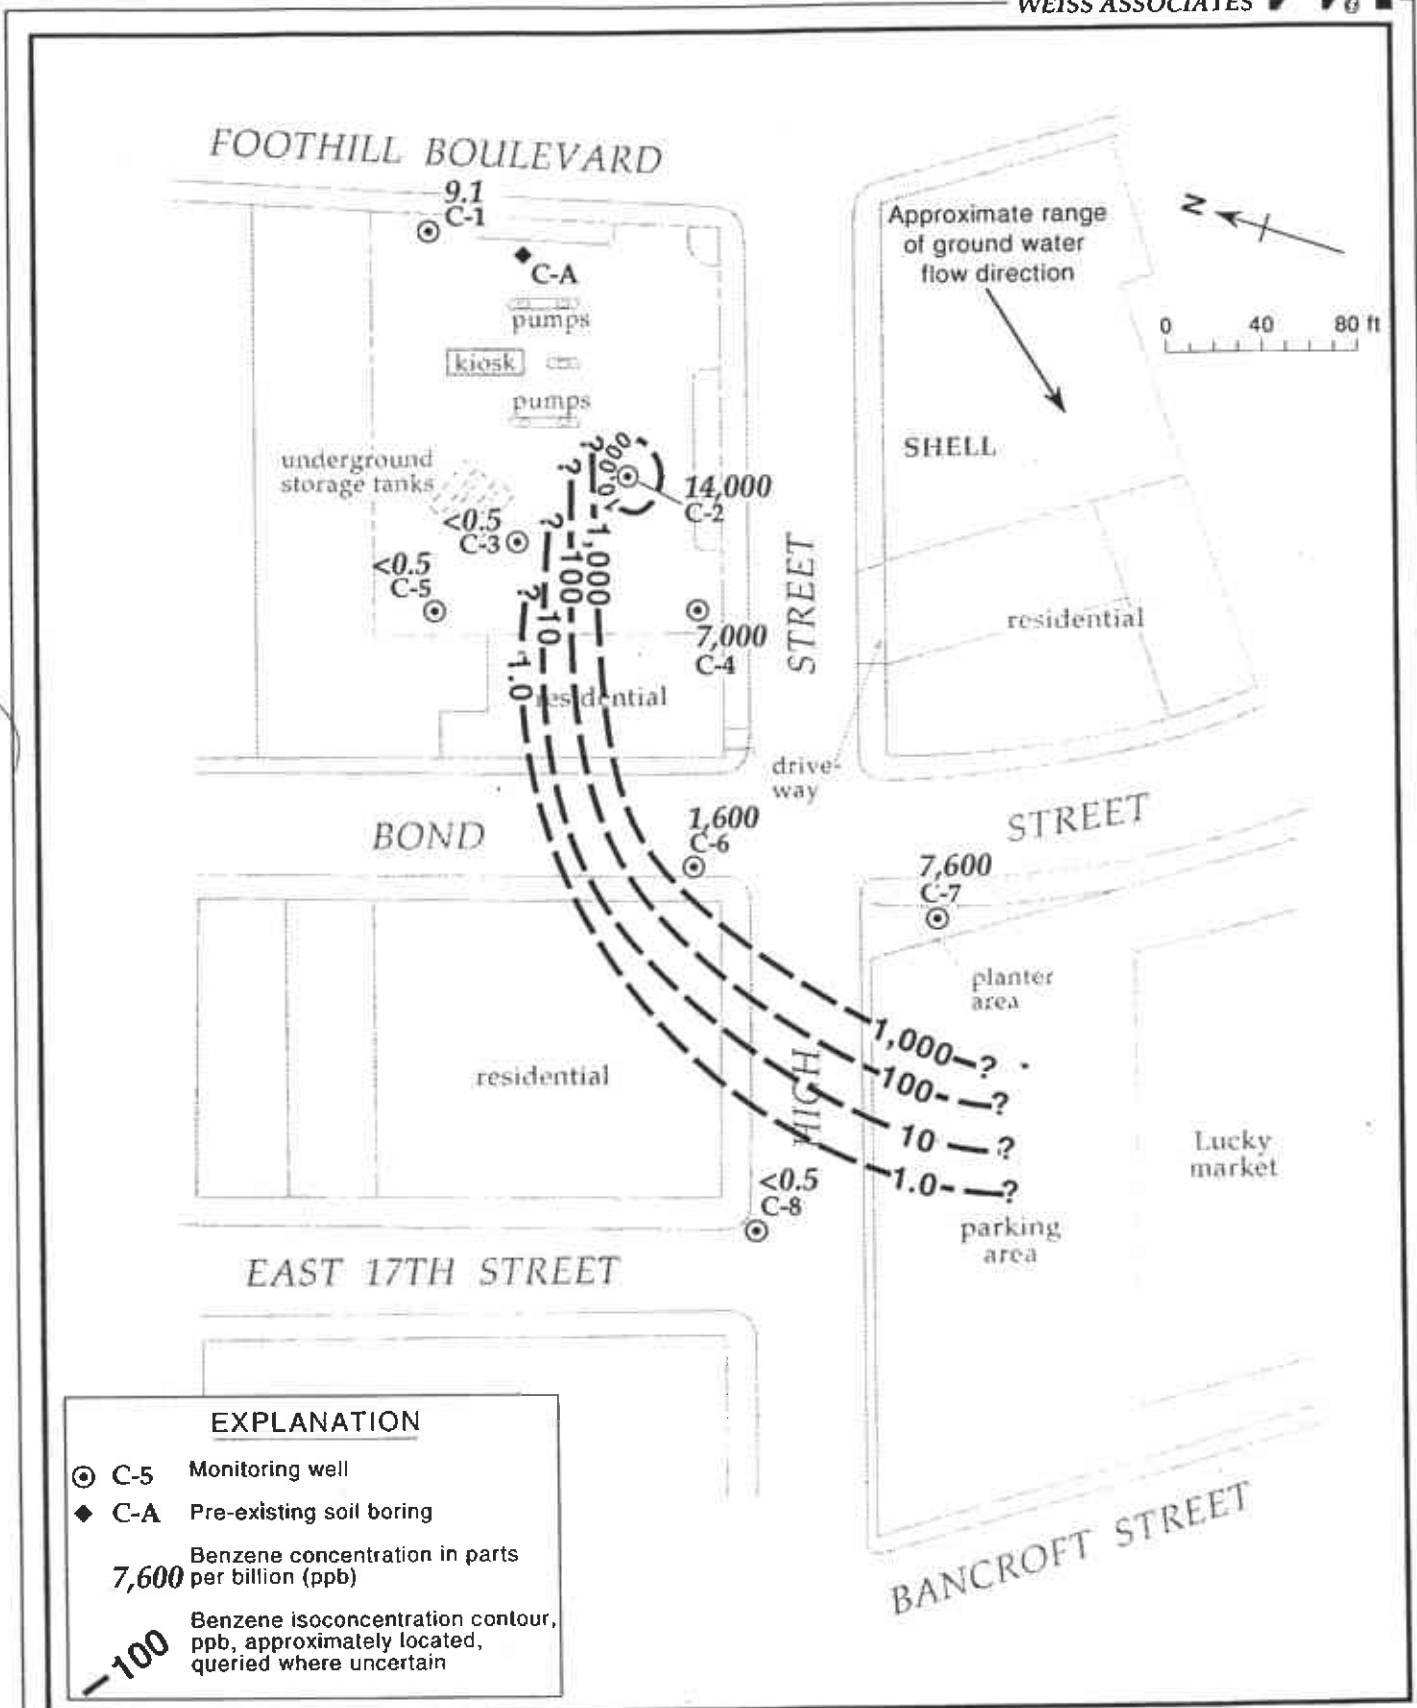 WEISS ASSOCIATES
FOOTHILL BOULEVARD
9.1
C-1
C-A
pumps
kiosk
pumps
underground
storage tanks
<0.5
C-3
<0.5
C-5
?
?
?
?
10,000
1,000
100
10
1.0
14,000
C-2
7,000
C-4
residential
STREET
Approximate range
of ground water
flow direction
N
0 40 80 ft
SHELL
residential
drive-
way
BOND
STREET
1,600
C-6
7,600
C-7
planter
area
1,000 ?
100 ?
10 ?
1.0 ?
residential
HIGH
Lucky
market
<0.5
C-8
parking
area
EAST 17TH STREET
BANCROFT STREET
EXPLANATION
C-5 Monitoring well
C-A Pre-existing soil boring
7,600 Benzene concentration in parts
per billion (ppb)
100 Benzene isoconcentration contour,
ppb, approximately located,
queried where uncertain